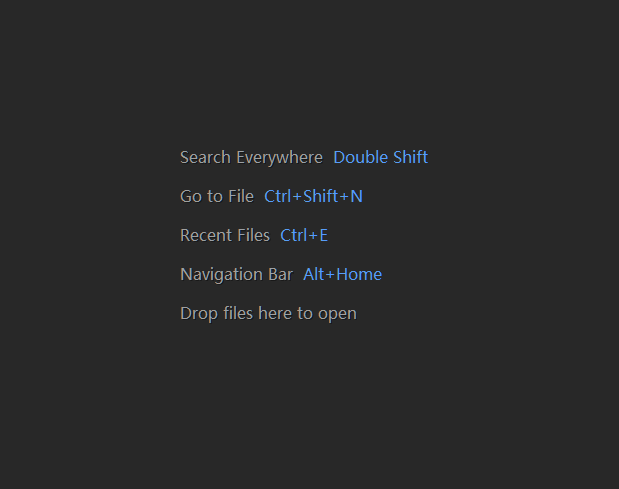 Search Everywhere Double Shift
Go to File Ctrl+Shift+N
Recent Files Ctrl+E
Navigation Bar Alt+Home
Drop files here to open